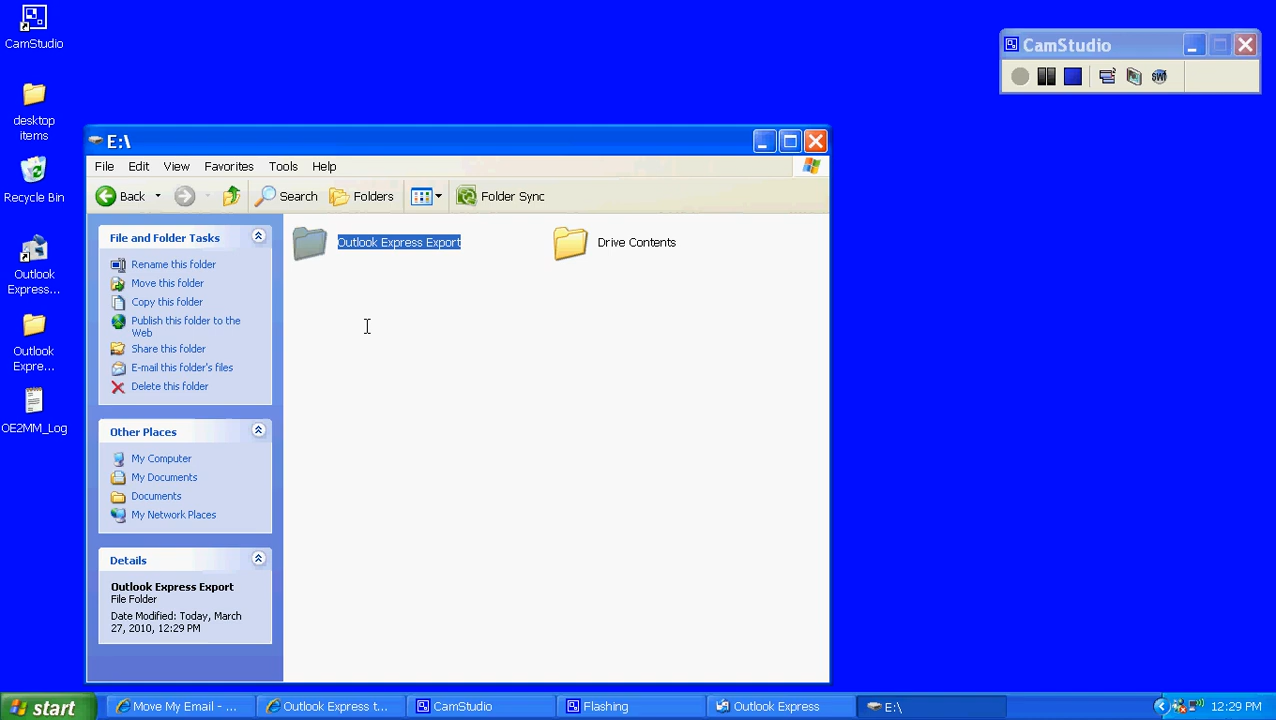 CamStudio
desktop
items
Recycle Bin
Outlook
Express...
Outlook
Expre...
OE2MM_Log
CamStudio
E:\
File Edit View Favorites Tools Help
Back Search Folders Folder Sync
File and Folder Tasks
Rename this folder
Move this folder
Copy this folder
Publish this folder to the
Web
Share this folder
E-mail this folder's files
Delete this folder
Other Places
My Computer
My Documents
Documents
My Network Places
Details
Outlook Express Export
File Folder
Date Modified: Today, March
27, 2010, 12:29 PM
Outlook Express Export
Drive Contents
start
Move My Email - ...
Outlook Express t...
CamStudio
Flashing
Outlook Express
E:\
12:29 PM